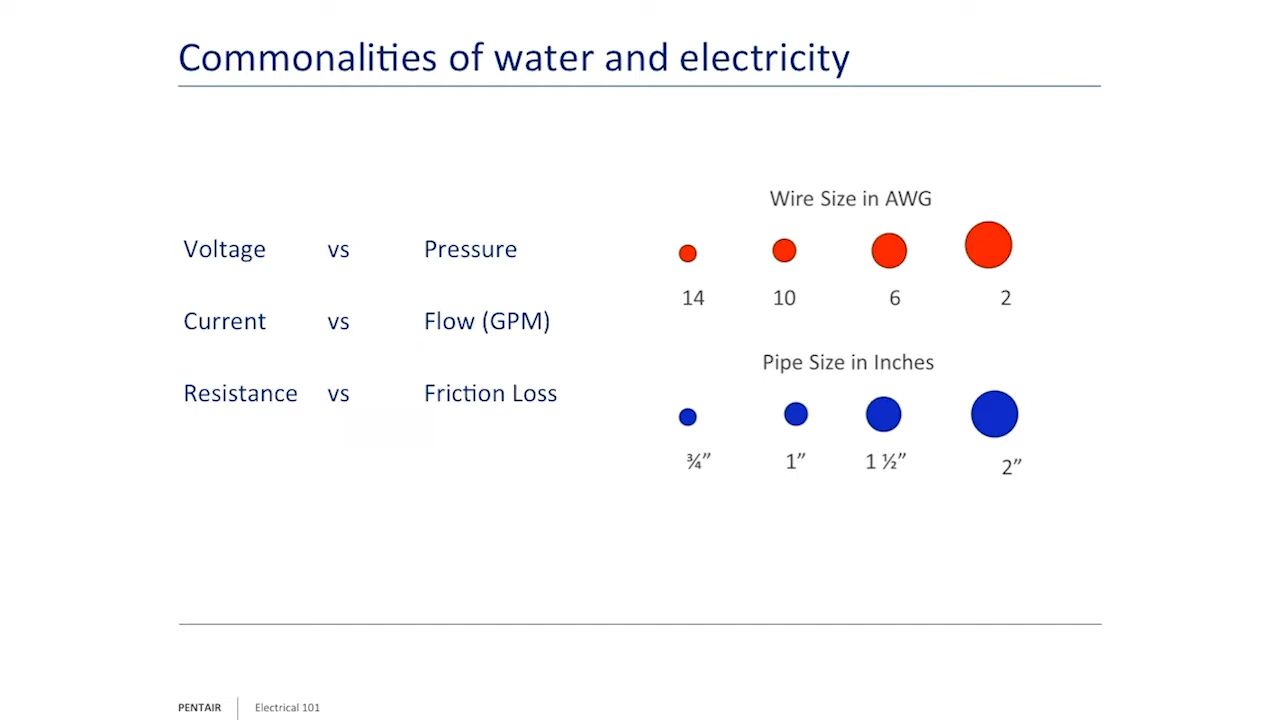 Commonalities of water and electricity
Voltage vs Pressure
Current vs Flow (GPM)
Resistance vs Friction Loss
Wire Size in AWG
14 10 6 2
Pipe Size in Inches
¾” 1” 1 ½” 2”
PENTAIR Electrical 101